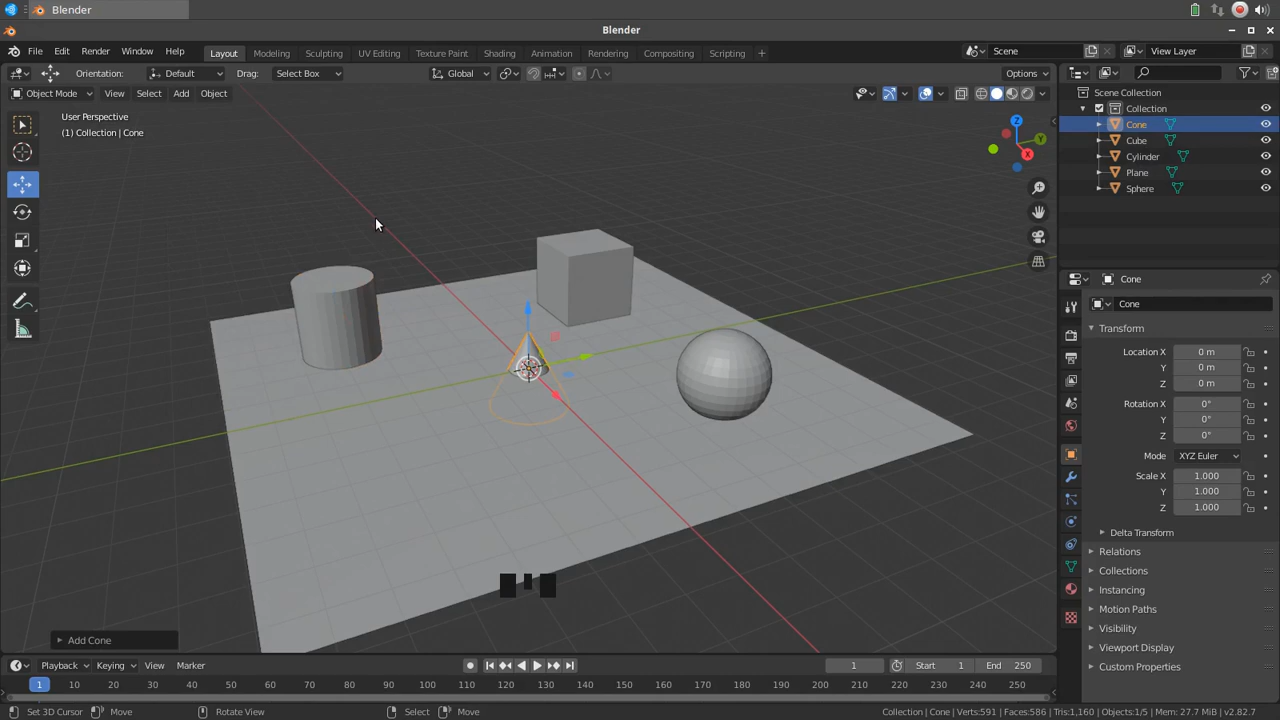 Blender
Blender
File Edit Render Window Help
Layout Modeling Sculpting UV Editing Texture Paint Shading Animation Rendering Compositing Scripting +
Scene
View Layer
Orientation: Default Drag: Select Box
Global
Options
Object Mode View Select Add Object
User Perspective
(1) Collection | Cone
Z
Y
X
Scene Collection
Collection
Cone
Cube
Cylinder
Plane
Sphere
Cone
Cone
Transform
Location X 0 m
Y 0 m
Z 0 m
Rotation X 0°
Y 0°
Z 0°
Mode XYZ Euler
Scale X 1.000
Y 1.000
Z 1.000
Delta Transform
Relations
Collections
Instancing
Motion Paths
Visibility
Viewport Display
Custom Properties
Add Cone
Playback Keying View Marker
1 Start 1 End 250
1 10 20 30 40 50 60 70 80 90 100 110 120 130 140 150 160 170 180 190 200 210 220 230 240 250
Set 3D Cursor Move Rotate View Select Move
Collection | Cone | Verts:591 | Faces:586 | Tris:1,160 | Objects:1/5 | Mem: 27.7 MiB | v2.82.7